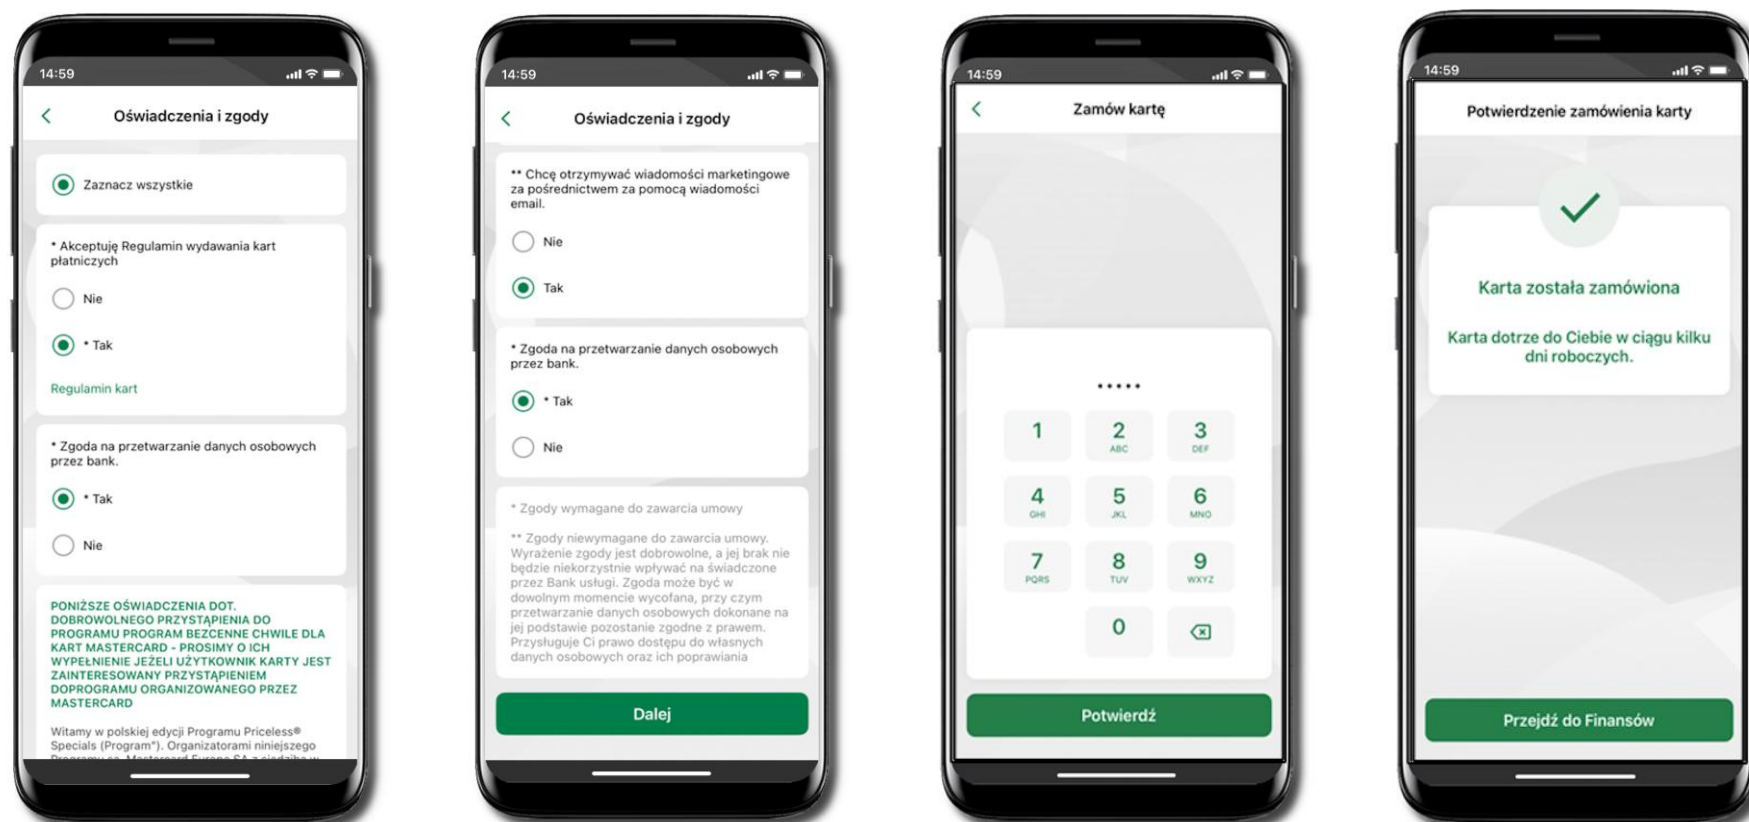 14:59
Oświadczenia i zgody
Zaznacz wszystkie
* Akceptuję Regulamin wydawania kart
płatniczych
Nie
* Tak
Regulamin kart
* Zgoda na przetwarzanie danych osobowych
przez bank.
* Tak
Nie
PONIŻSZE OŚWIADCZENIA DOT.
DOBROWOLNEGO PRZYSTĄPIENIA DO
PROGRAMU PROGRAM BEZCENNE CHWILE DLA
KART MASTERCARD - PROSIMY O ICH
WYPEŁNIENIE JEŻELI UŻYTKOWNIK KARTY JEST
ZAINTERESOWANY PRZYSTĄPIENIEM
DOPROGRAMU ORGANIZOWANEGO PRZEZ
MASTERCARD
Witamy w polskiej edycji Programu Priceless®
Specials (Program"). Organizatorami niniejszego
Programu są Mastercard Europe SA z siedzibą w
14:59
Oświadczenia i zgody
** Chcę otrzymywać wiadomości marketingowe
za pośrednictwem za pomocą wiadomości
email.
Nie
Tak
* Zgoda na przetwarzanie danych osobowych
przez bank.
* Tak
Nie
* Zgody wymagane do zawarcia umowy
** Zgody niewymagane do zawarcia umowy.
Wyrażenie zgody jest dobrowolne, a jej brak nie
będzie niekorzystnie wpływać na świadczone
przez Bank usługi. Zgoda może być w
dowolnym momencie wycofana, przy czym
przetwarzanie danych osobowych dokonane na
jej podstawie pozostanie zgodne z prawem.
Przysługuje Ci prawo dostępu do własnych
danych osobowych oraz ich poprawiania
Dalej
14:59
Zamów kartę
•••••
1 2 3
ABC DEF
4 5 6
GHI JKL MNO
7 8 9
PQRS TUV WXYZ
0
Potwierdź
14:59
Potwierdzenie zamówienia karty
Karta została zamówiona
Karta dotrze do Ciebie w ciągu kilku
dni roboczych.
Przejdź do Finansów